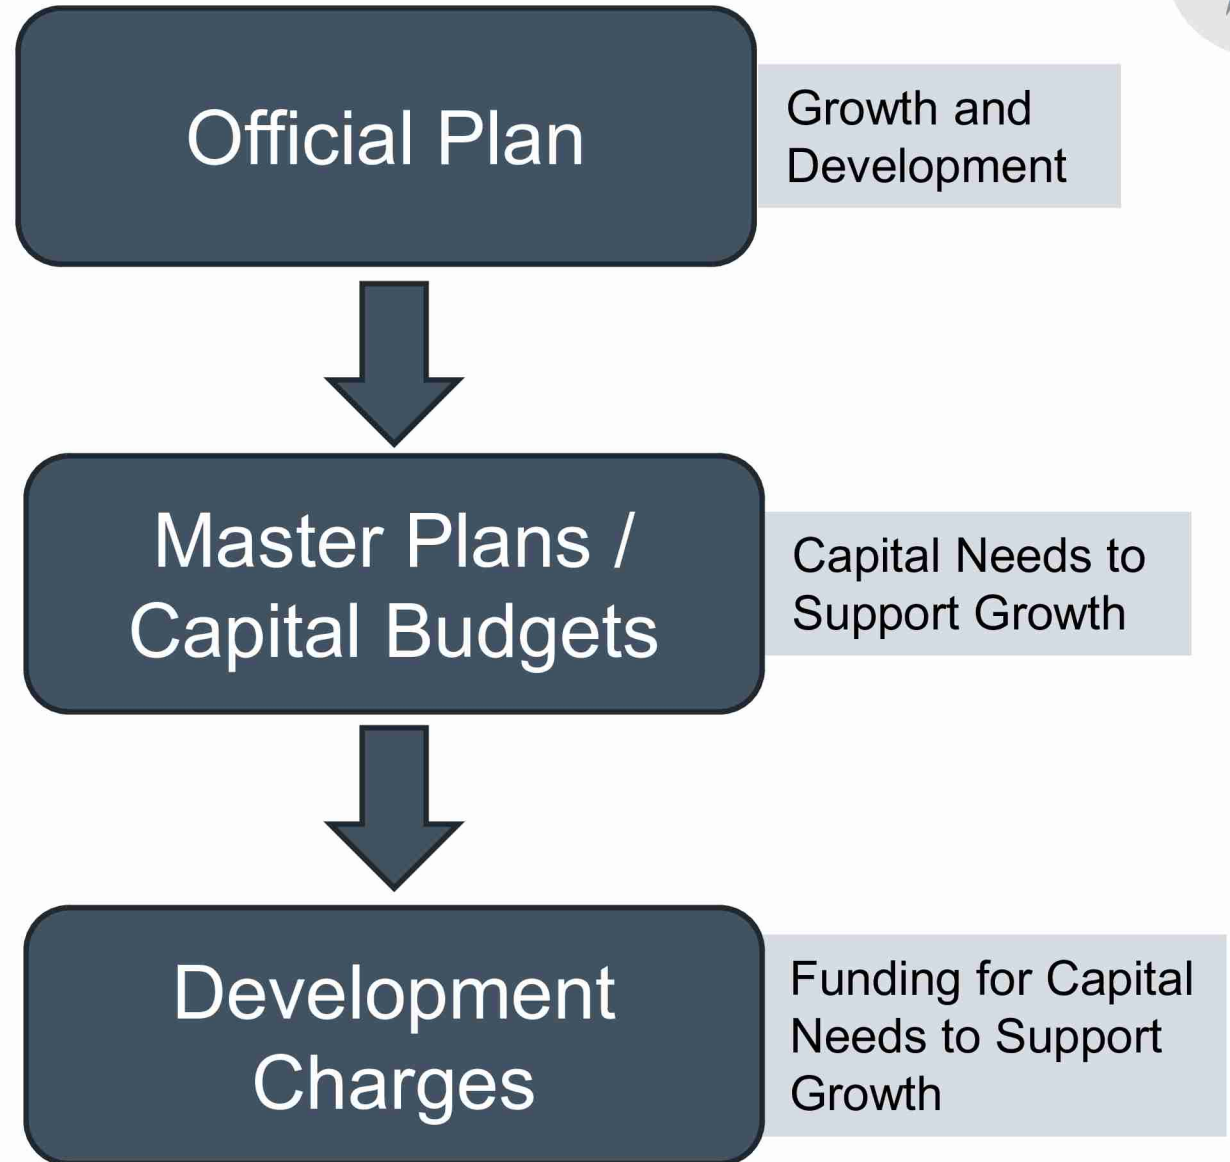 Official Plan
Growth and
Development
Master Plans /
Capital Budgets
Capital Needs to
Support Growth
Development
Charges
Funding for Capital
Needs to Support
Growth